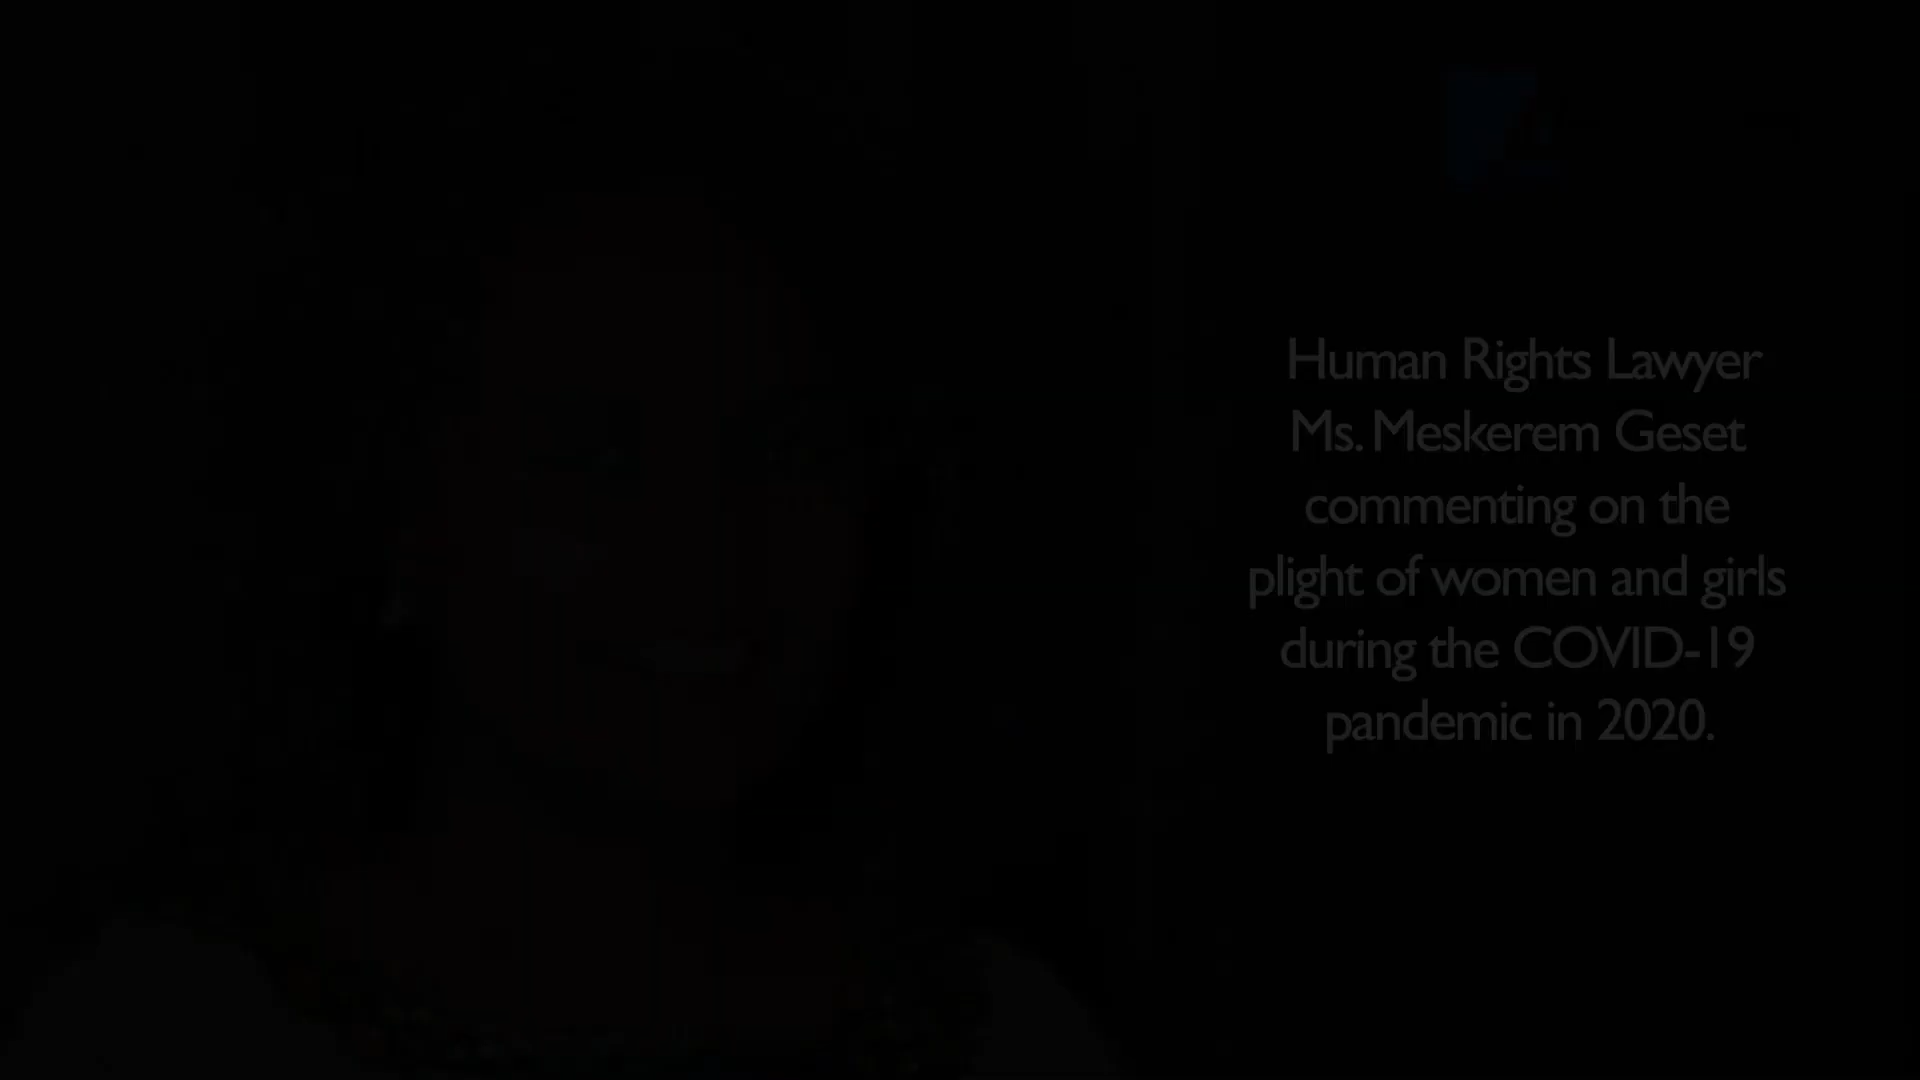 Human Rights Lawyer
Ms. Meskerem Geset
commenting on the
plight of women and girls
during the COVID-19
pandemic in 2020.